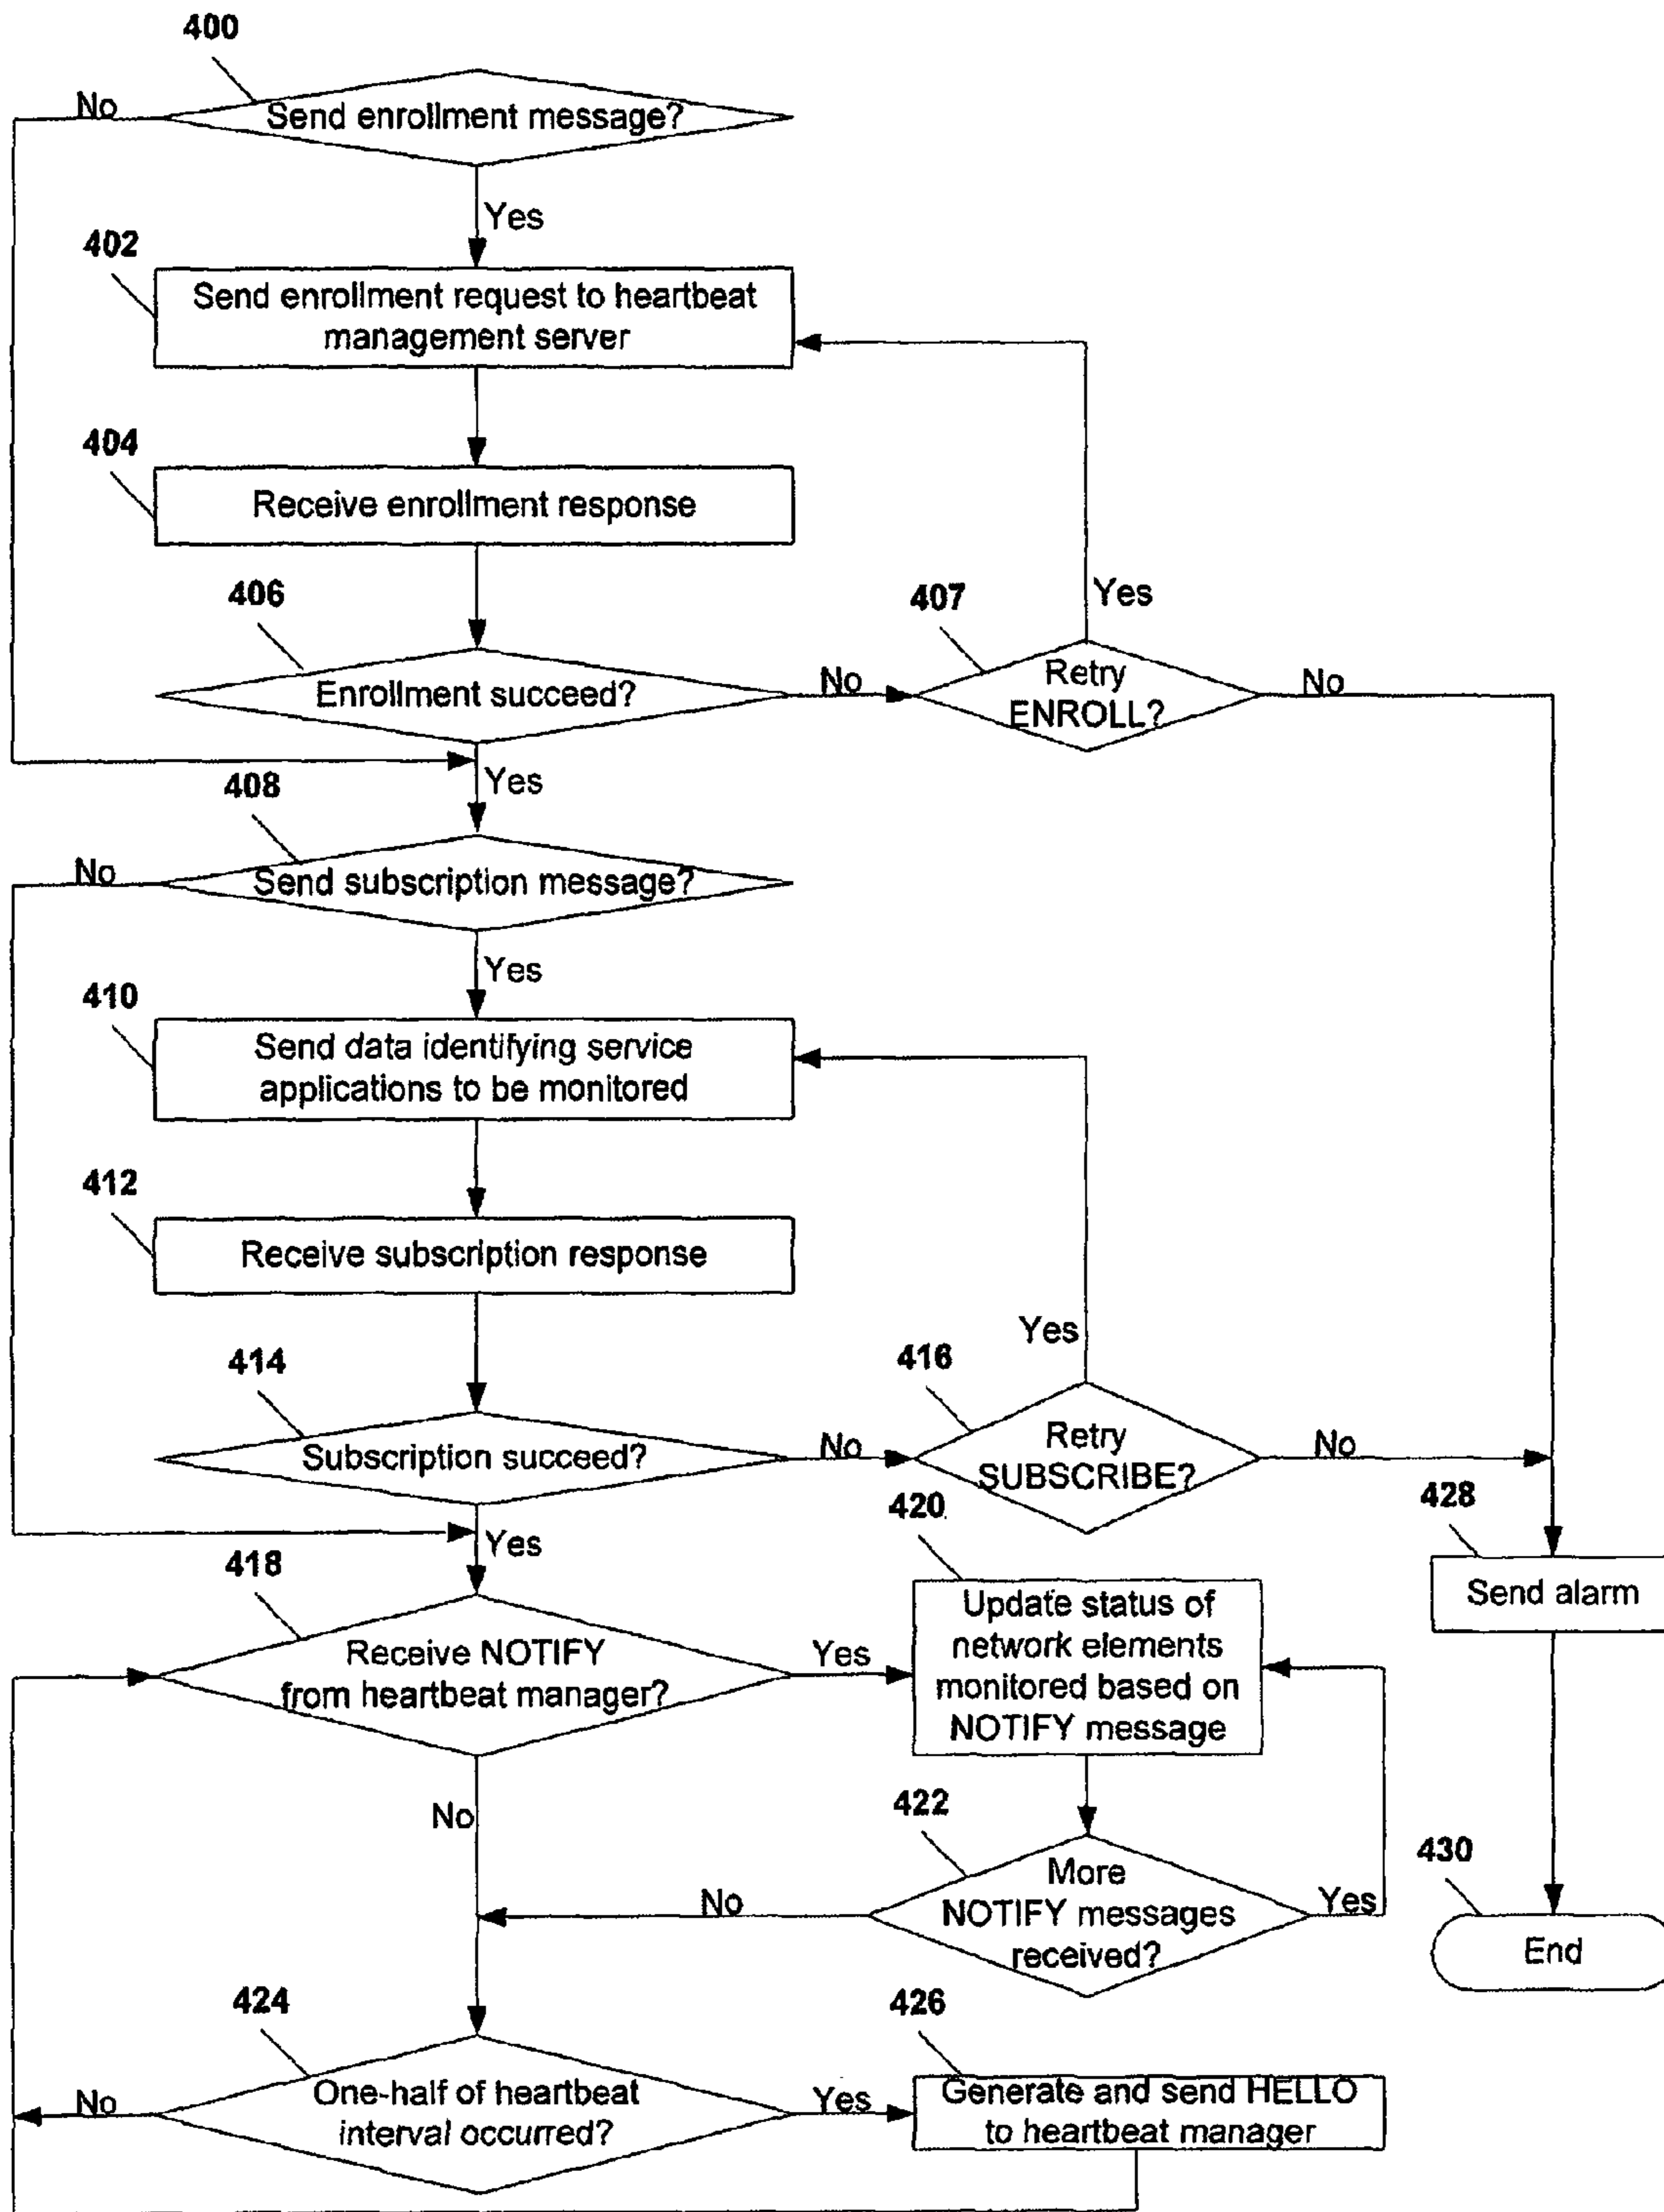 400
No
Send enrollment message?
Yes
402
Send enrollment request to heartbeat
management server
404
Receive enrollment response
406
407
Yes
Enrollment succeed?
No
Retry
ENROLL?
No
Yes
408
No
Send subscription message?
Yes
410
Send data identifying service
applications to be monitored
412
Receive subscription response
Yes
414
416
Subscription succeed?
No
Retry
SUBSCRIBE?
No
420
428
Yes
418
Update status of
network elements
monitored based on
NOTIFY message
Send alarm
Receive NOTIFY
from heartbeat manager?
Yes
No
422
430
More
NOTIFY messages
received?
No
Yes
End
424
426
No
One-half of heartbeat
interval occurred?
Yes
Generate and send HELLO
to heartbeat manager